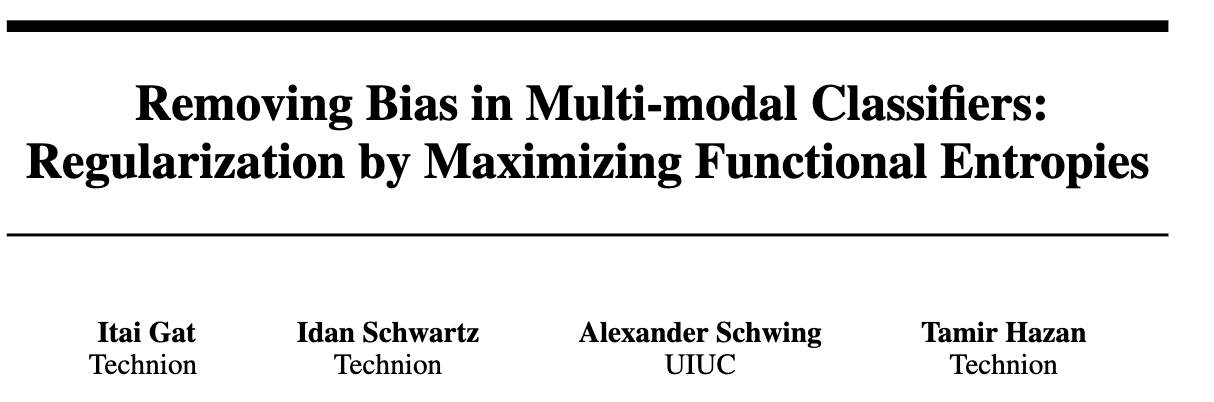 Removing Bias in Multi-modal Classifiers:
Regularization by Maximizing Functional Entropies
Itai Gat Idan Schwartz Alexander Schwing Tamir Hazan
Technion Technion UIUC Technion